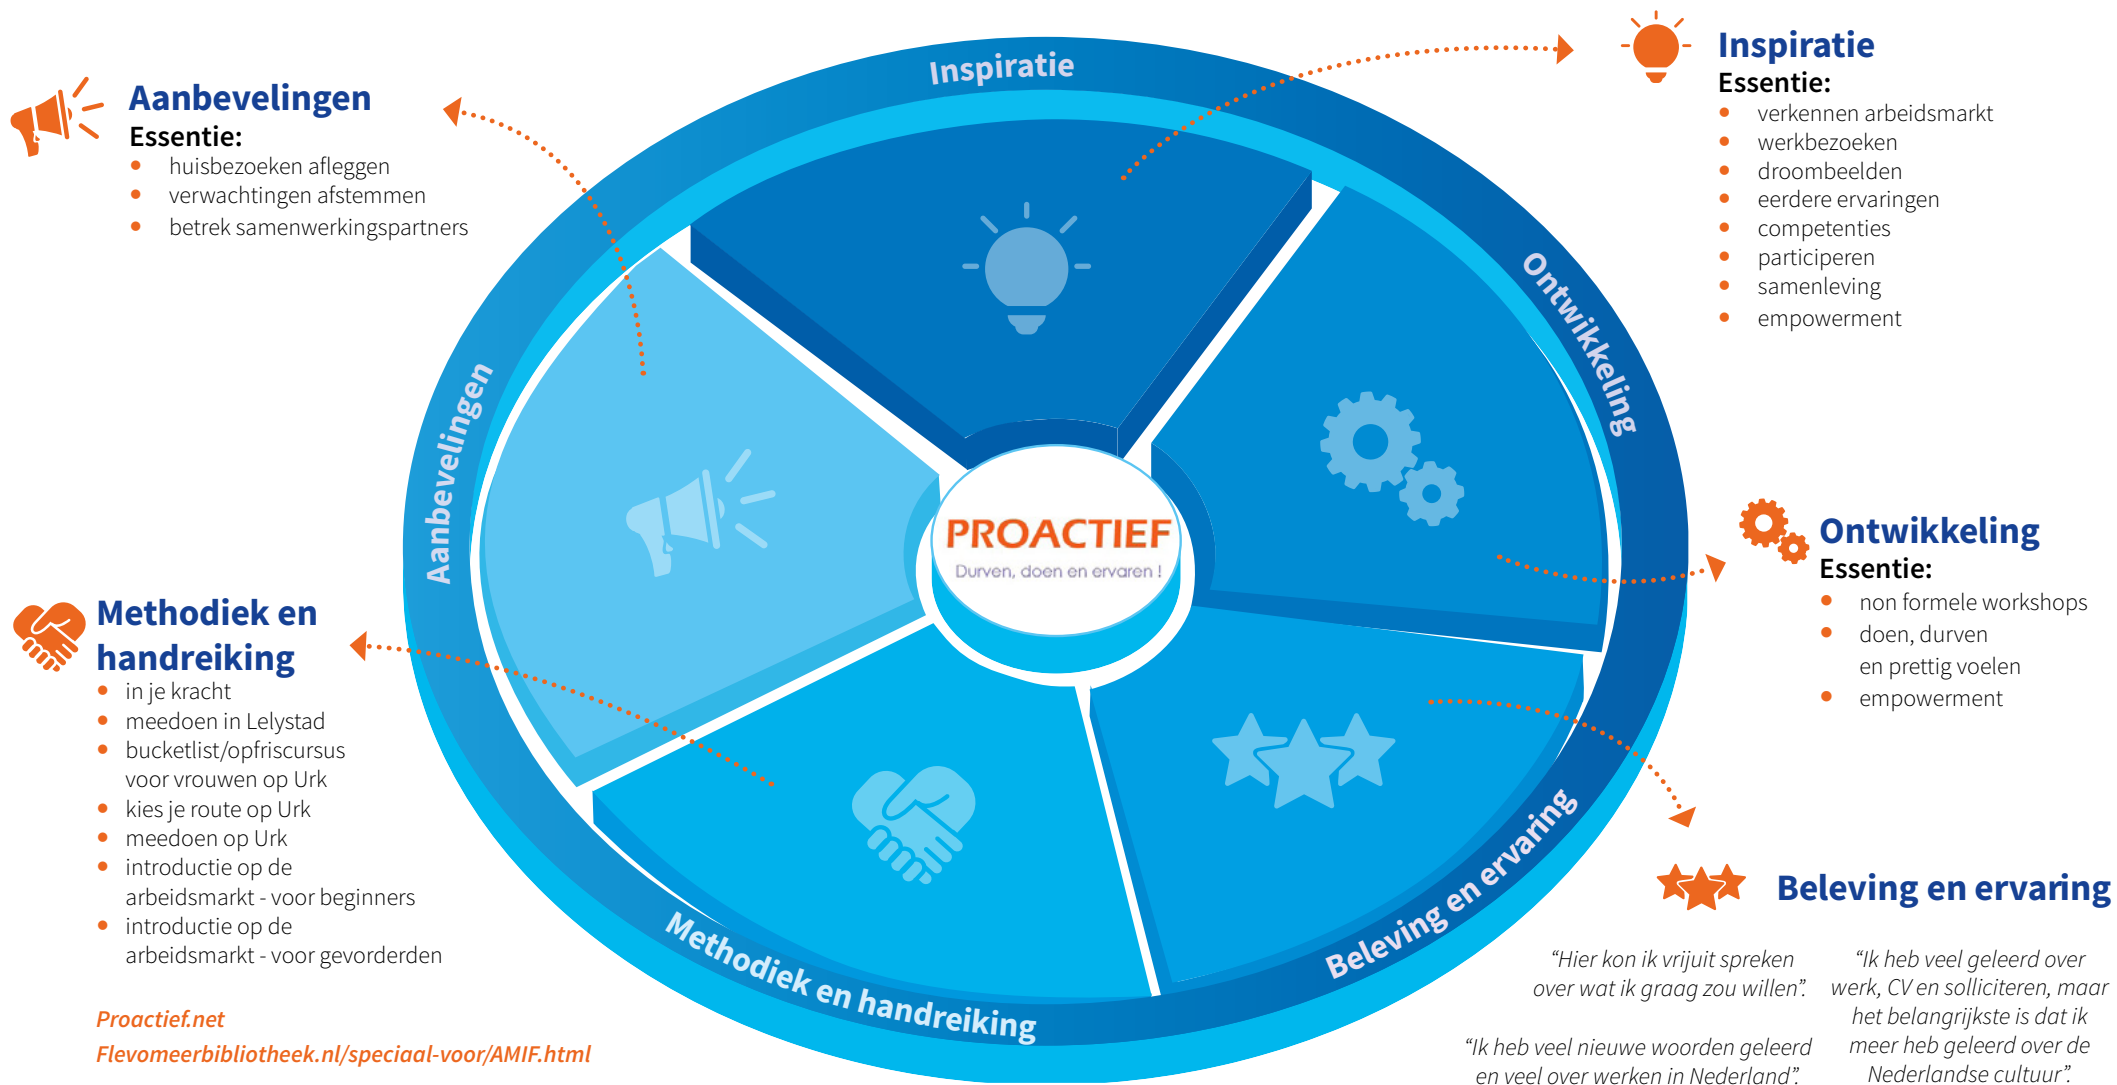 Aanbevelingen
Essentie:
• huisbezoeken afleggen
• verwachtingen afstemmen
• betrek samenwerkingspartners
Inspiratie
Essentie:
• verkennen arbeidsmarkt
• werkbezoeken
• droombeelden
• eerdere ervaringen
• competenties
• participeren
• samenleving
• empowerment
Inspiratie
Ontwikkeling
Aanbevelingen
Methodiek en handreiking
Beleving en ervaring
PROACTIEF
Durven, doen en ervaren !
Methodiek en
handreiking
• in je kracht
• meedoen in Lelystad
• bucketlist/opfriscursus
voor vrouwen op Urk
• kies je route op Urk
• meedoen op Urk
• introductie op de
arbeidsmarkt - voor beginners
• introductie op de
arbeidsmarkt - voor gevorderden
Proactief.net
Flevomeerbibliotheek.nl/speciaal-voor/AMIF.html
Ontwikkeling
Essentie:
• non formele workshops
• doen, durven
en prettig voelen
• empowerment
Beleving en ervaring
“Hier kon ik vrijuit spreken
over wat ik graag zou willen”.
“Ik heb veel nieuwe woorden geleerd
en veel over werken in Nederland”.
“Ik heb veel geleerd over
werk, CV en solliciteren, maar
het belangrijkste is dat ik
meer heb geleerd over de
Nederlandse cultuur”.